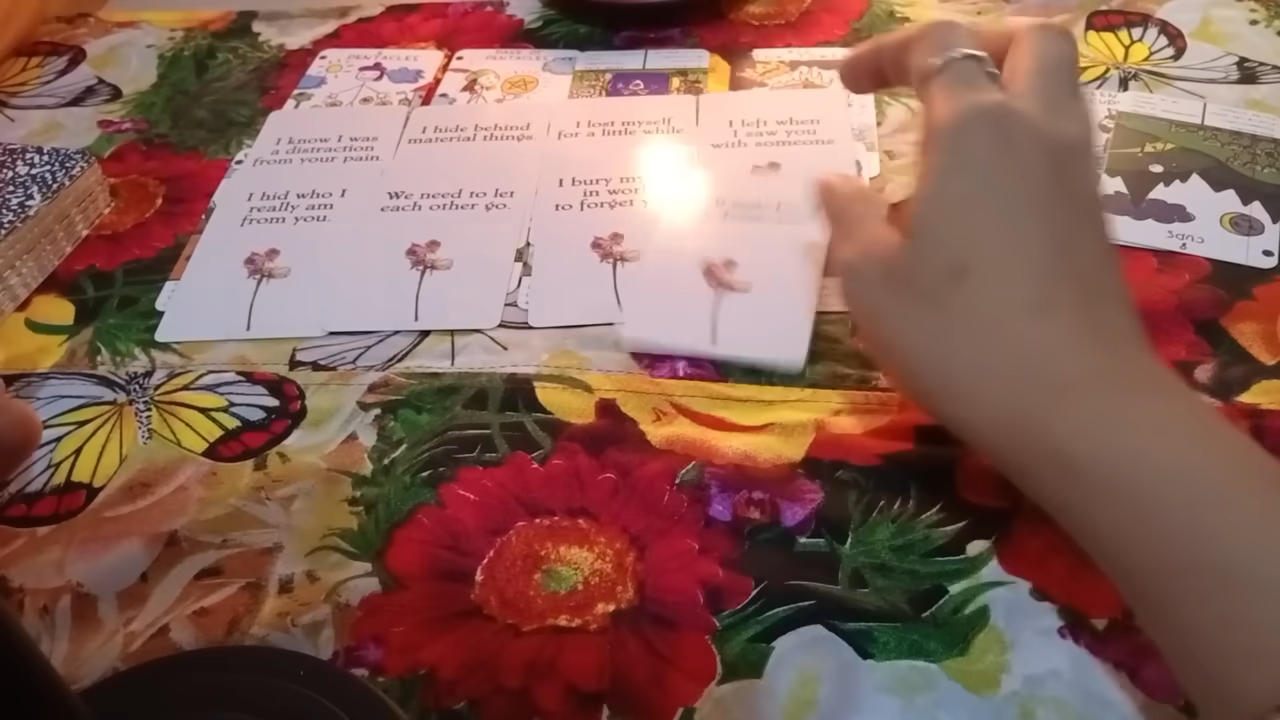 PENTACLES
PAGE OF
PENTACLES
I know I was
a distraction
from your pain.
I hide behind
material things.
I lost myself
for a little while.
I left when
I saw you
with someone
I hid who I
really am
from you.
We need to let
each other go.
I bury my
in wor
to forget
8
CUPS